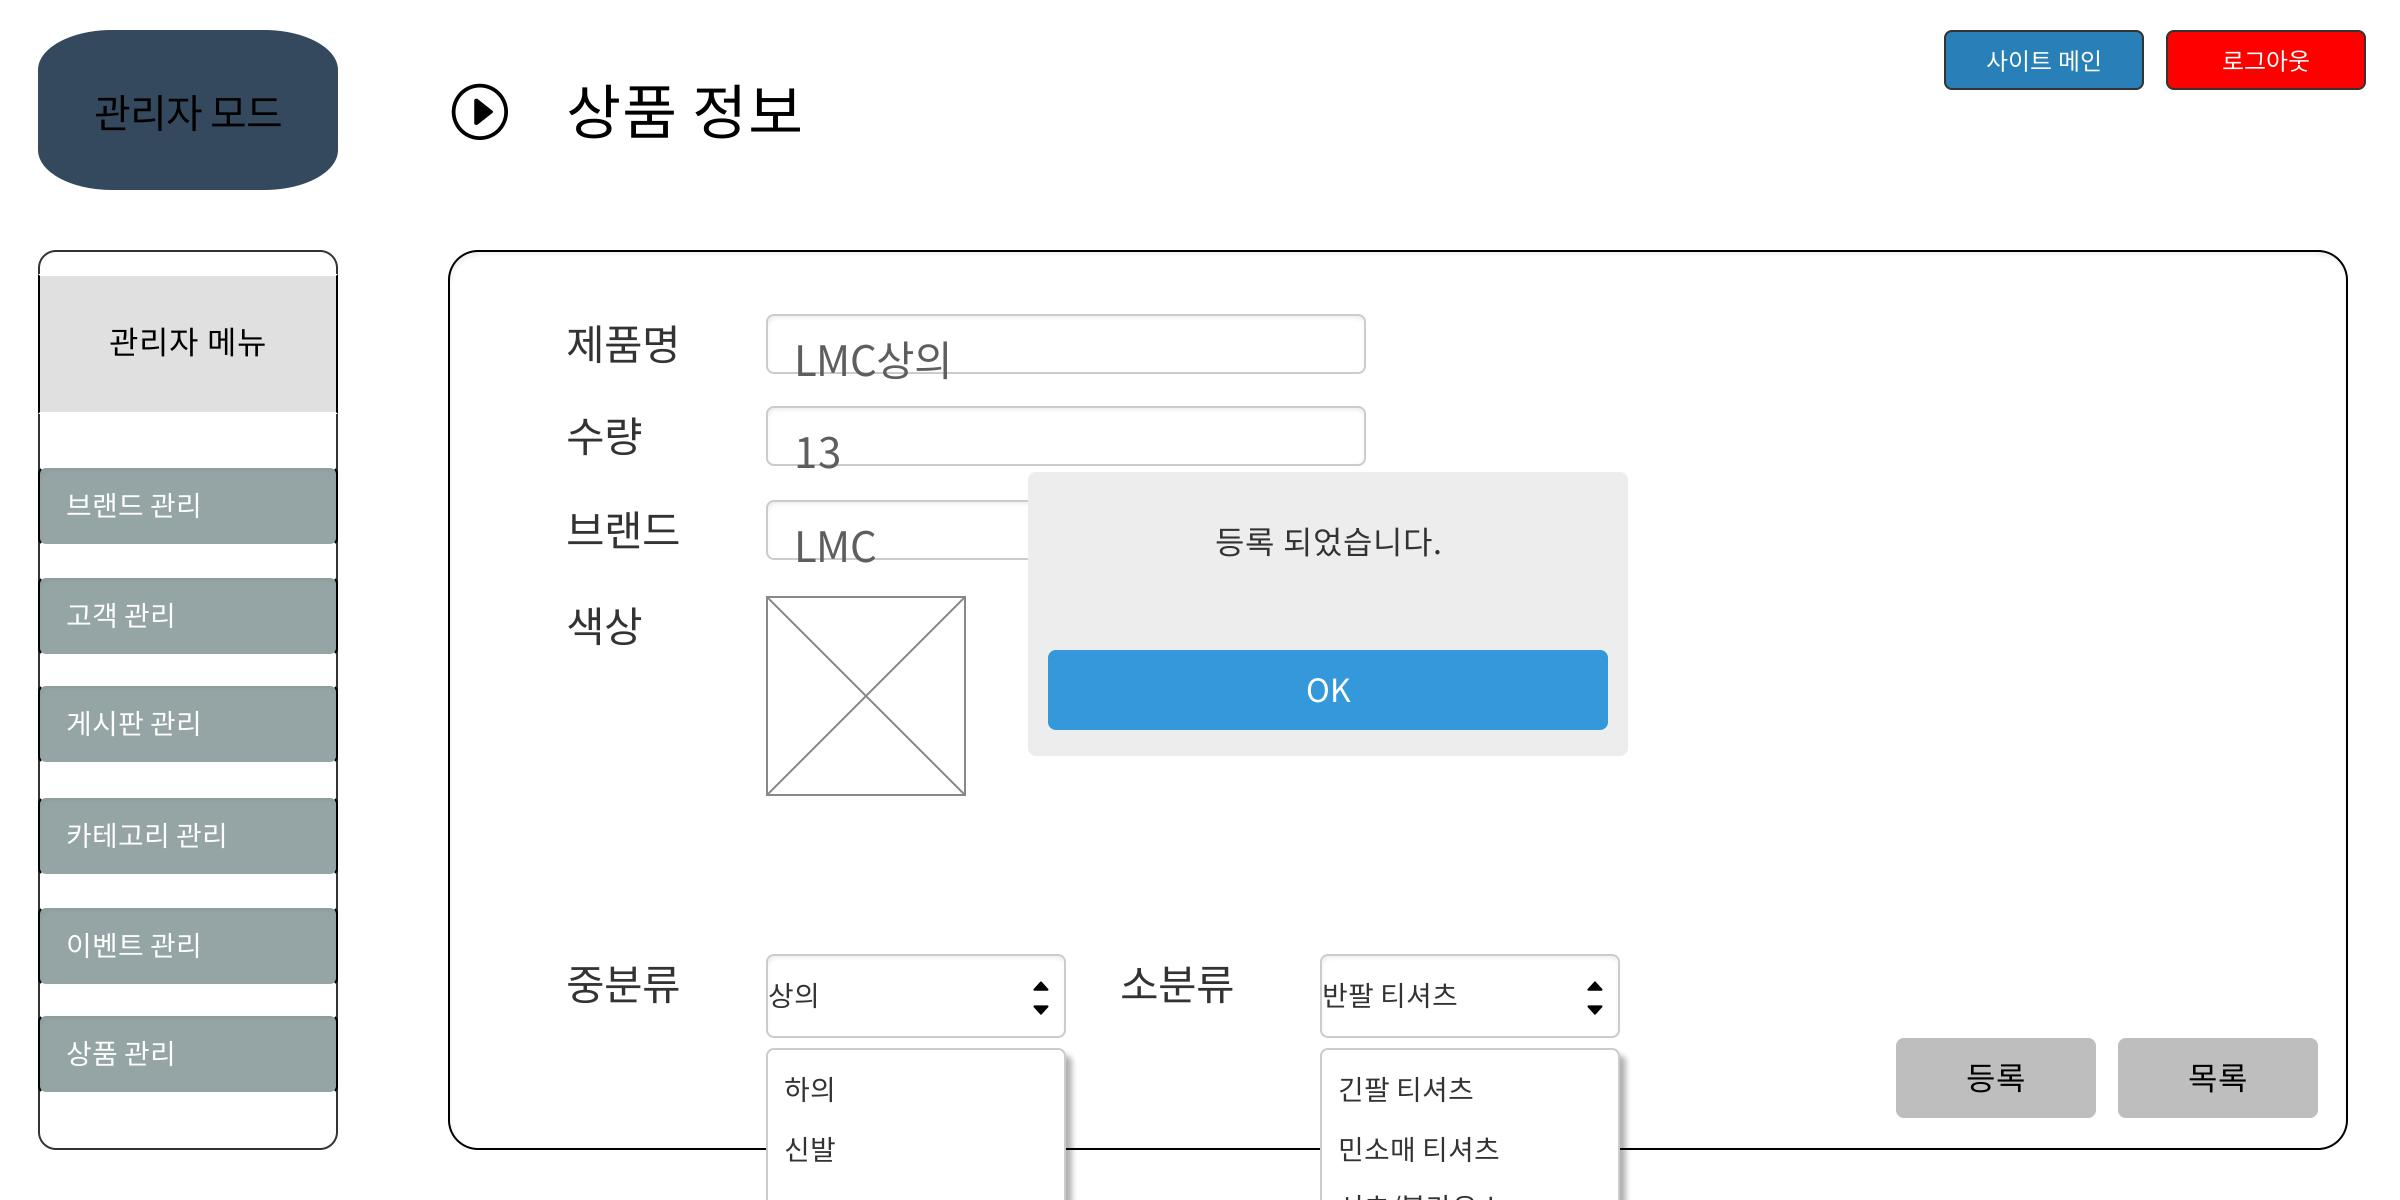 관리자 모드
상품 정보
사이트 메인
로그아웃
관리자 메뉴
브랜드 관리
고객 관리
게시판 관리
카테고리 관리
이벤트 관리
상품 관리
제품명
LMC상의
수량
13
브랜드
LMC
색상
등록 되었습니다.
OK
중분류
상의
소분류
반팔 티셔츠
하의
신발
긴팔 티셔츠
민소매 티셔츠
등록
목록